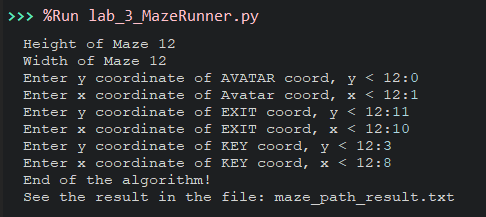 >>> %Run lab_3_MazeRunner.py
Height of Maze 12
Width of Maze 12
Enter y coordinate of AVATAR coord, y < 12:0
Enter x coordinate of Avatar coord, x < 12:1
Enter y coordinate of EXIT coord, y < 12:11
Enter x coordinate of EXIT coord, x < 12:10
Enter y coordinate of KEY coord, y < 12:3
Enter x coordinate of KEY coord, x < 12:8
End of the algorithm!
See the result in the file: maze_path_result.txt